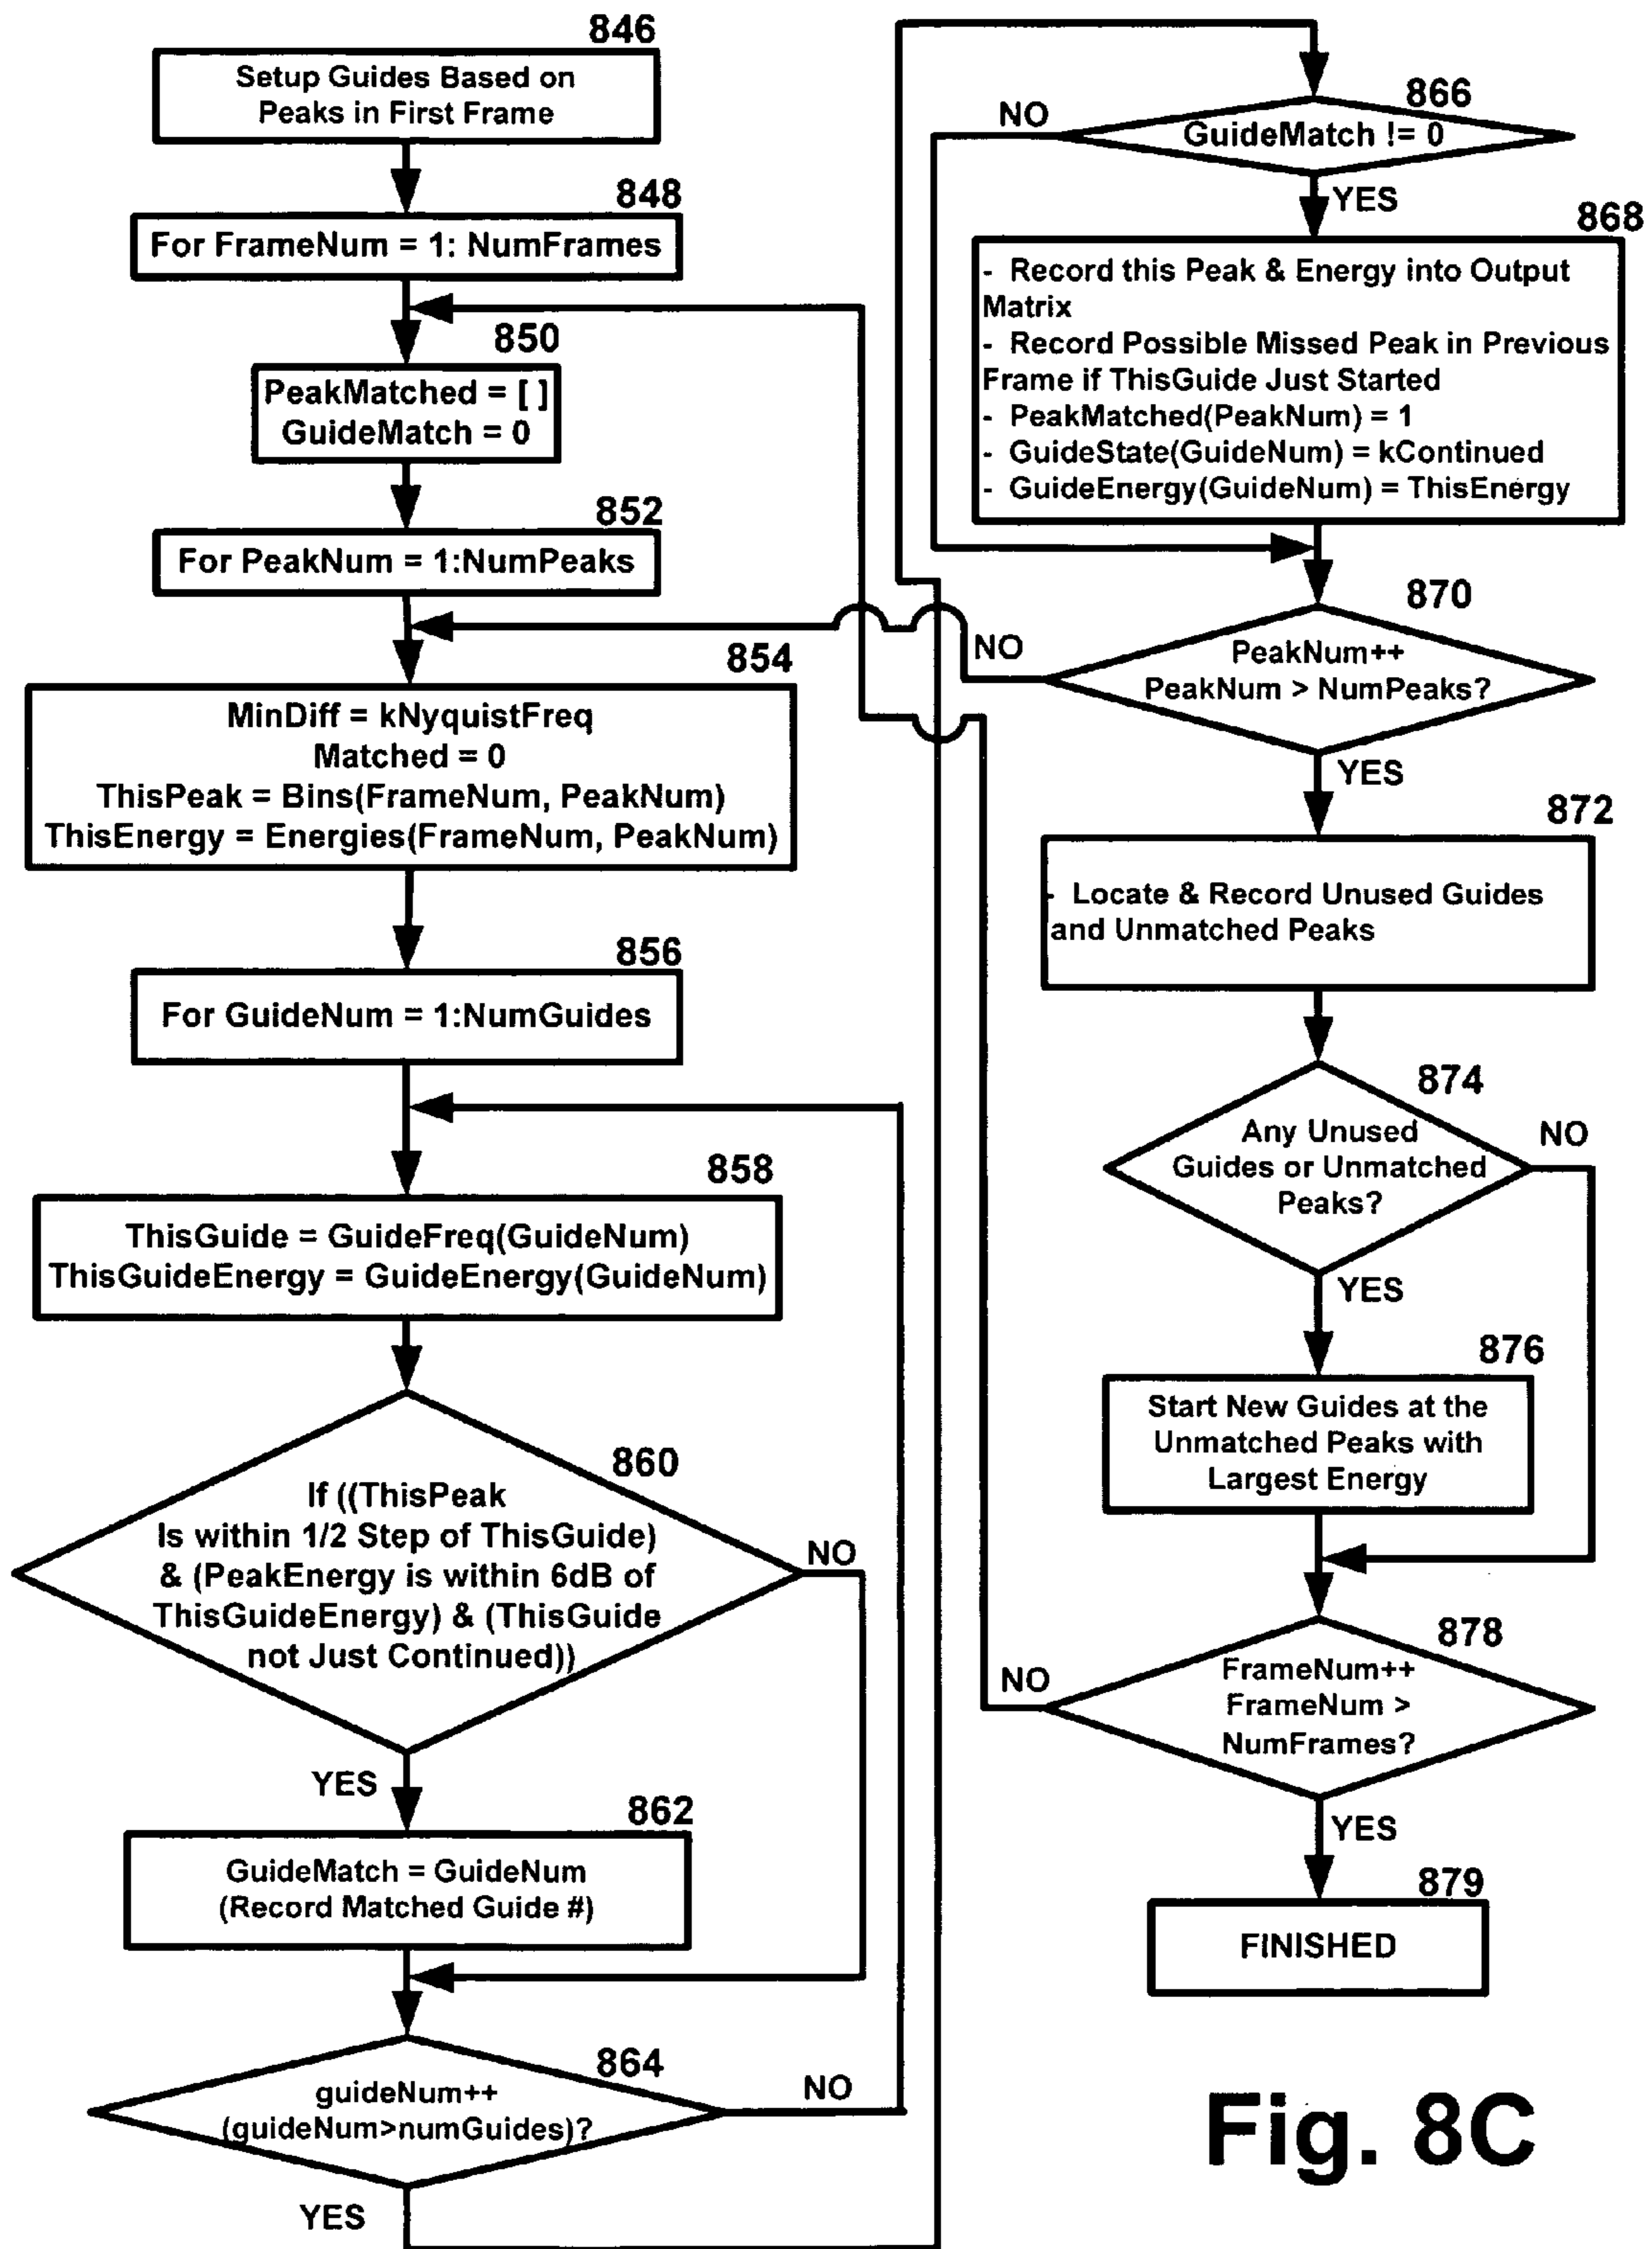 846
Setup Guides Based on
Peaks in First Frame
848
For FrameNum = 1: NumFrames
850
PeakMatched = [ ]
GuideMatch = 0
852
For PeakNum = 1:NumPeaks
854
MinDiff = kNyquistFreq
Matched = 0
ThisPeak = Bins(FrameNum, PeakNum)
ThisEnergy = Energies(FrameNum, PeakNum)
856
For GuideNum = 1:NumGuides
858
ThisGuide = GuideFreq(GuideNum)
ThisGuideEnergy = GuideEnergy(GuideNum)
860
If ((ThisPeak
Is within 1/2 Step of ThisGuide)
& (PeakEnergy is within 6dB of
ThisGuideEnergy) & (ThisGuide
not Just Continued))
NO
YES
862
GuideMatch = GuideNum
(Record Matched Guide #)
864
guideNum++
(guideNum>numGuides)?
NO
YES
866
GuideMatch != 0
NO
YES
868
- Record this Peak & Energy into Output
Matrix
- Record Possible Missed Peak in Previous
Frame if ThisGuide Just Started
- PeakMatched(PeakNum) = 1
- GuideState(GuideNum) = kContinued
- GuideEnergy(GuideNum) = ThisEnergy
870
PeakNum++
PeakNum > NumPeaks?
NO
YES
872
- Locate & Record Unused Guides
and Unmatched Peaks
874
Any Unused
Guides or Unmatched
Peaks?
NO
YES
876
Start New Guides at the
Unmatched Peaks with
Largest Energy
878
FrameNum++
FrameNum >
NumFrames?
NO
YES
879
FINISHED
Fig. 8C